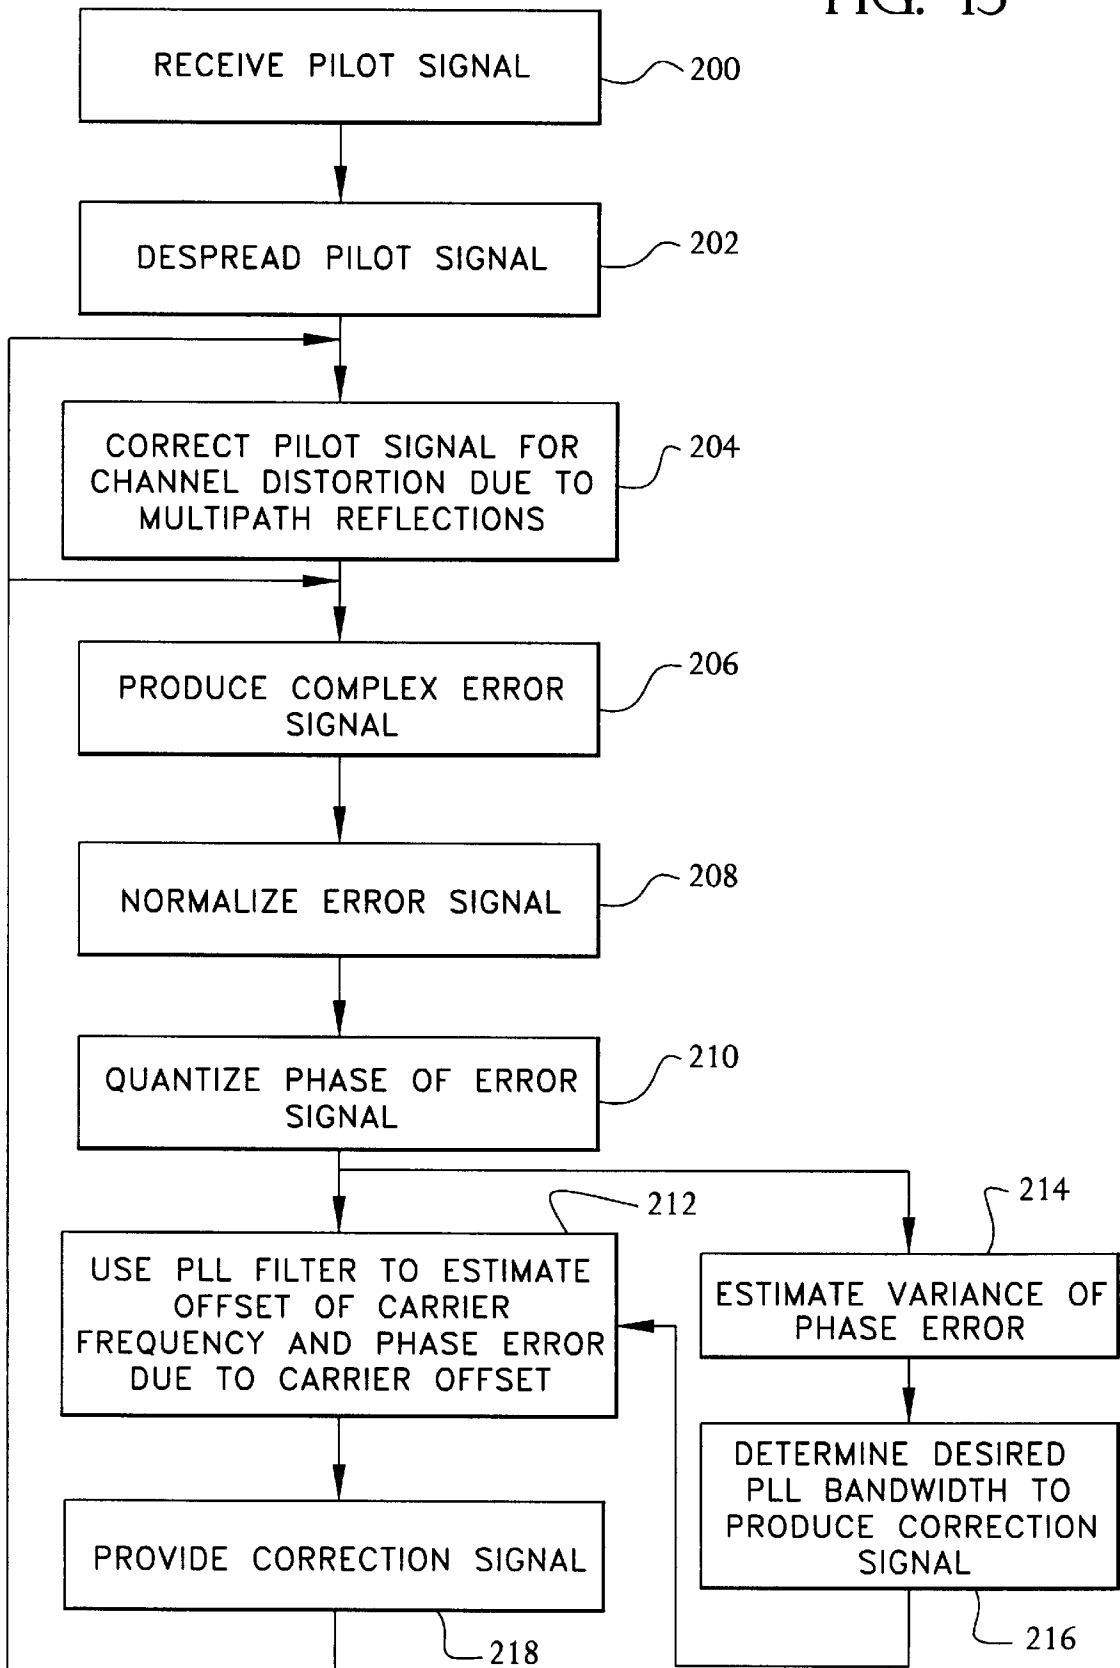 RECEIVE PILOT SIGNAL
200
DESPREAD PILOT SIGNAL
202
CORRECT PILOT SIGNAL FOR
CHANNEL DISTORTION DUE TO
MULTIPATH REFLECTIONS
204
PRODUCE COMPLEX ERROR
SIGNAL
206
NORMALIZE ERROR SIGNAL
208
QUANTIZE PHASE OF ERROR
SIGNAL
210
USE PLL FILTER TO ESTIMATE
OFFSET OF CARRIER
FREQUENCY AND PHASE ERROR
DUE TO CARRIER OFFSET
212
ESTIMATE VARIANCE OF
PHASE ERROR
214
DETERMINE DESIRED
PLL BANDWIDTH TO
PRODUCE CORRECTION
SIGNAL
216
PROVIDE CORRECTION SIGNAL
218